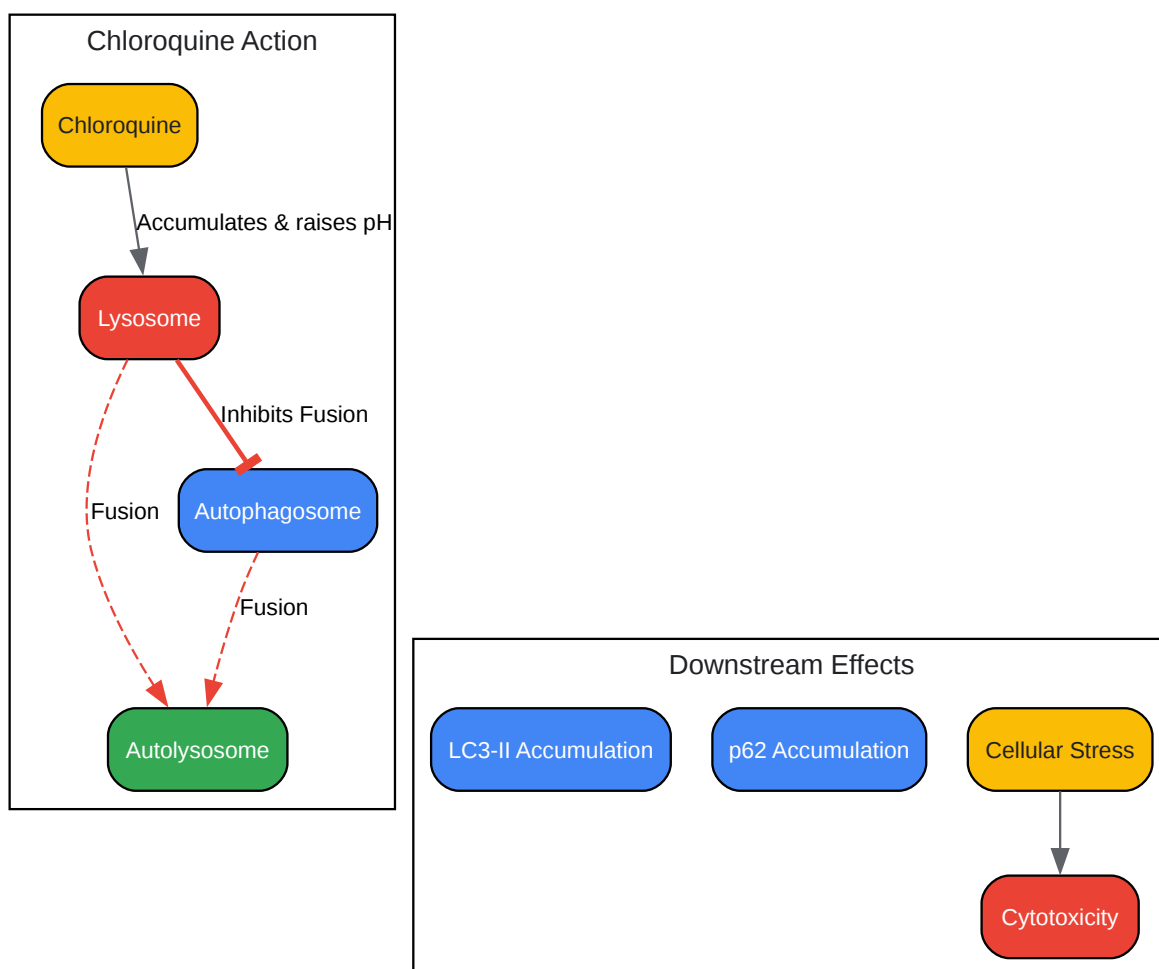 Chloroquine Action
Chloroquine
Accumulates & raises pH
Lysosome
Inhibits Fusion
Fusion
Autophagosome
Fusion
Autolysosome
Downstream Effects
LC3-II Accumulation
p62 Accumulation
Cellular Stress
Cytotoxicity